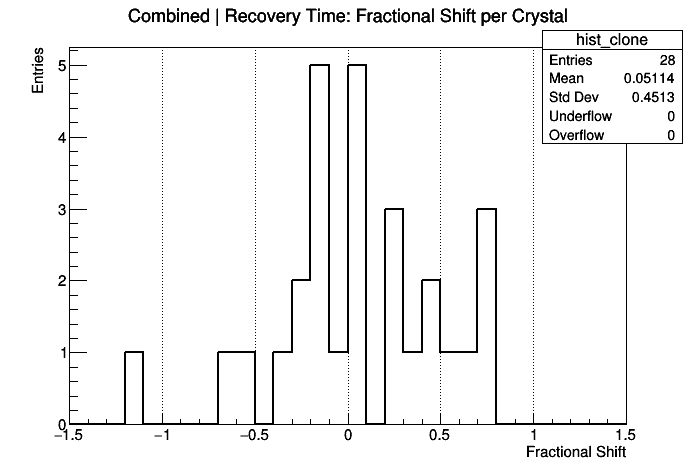 Combined | Recovery Time: Fractional Shift per Crystal
hist_clone
Entries 28
Mean 0.05114
Std Dev 0.4513
Underflow 0
Overflow 0
Entries
5
4
3
2
1
0
−1.5 −1 −0.5 0 0.5 1 1.5
Fractional Shift